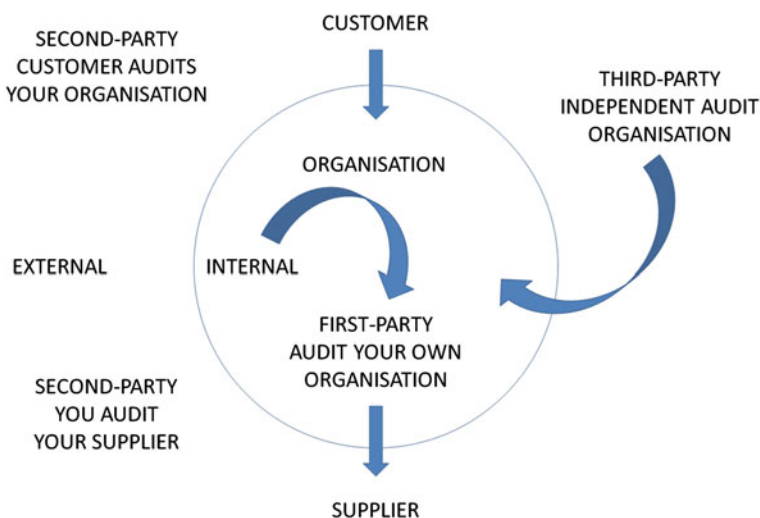 SECOND-PARTY
CUSTOMER AUDITS
YOUR ORGANISATION
CUSTOMER
THIRD-PARTY
INDEPENDENT AUDIT
ORGANISATION
ORGANISATION
EXTERNAL
INTERNAL
FIRST-PARTY
AUDIT YOUR OWN
ORGANISATION
SECOND-PARTY
YOU AUDIT
YOUR SUPPLIER
SUPPLIER